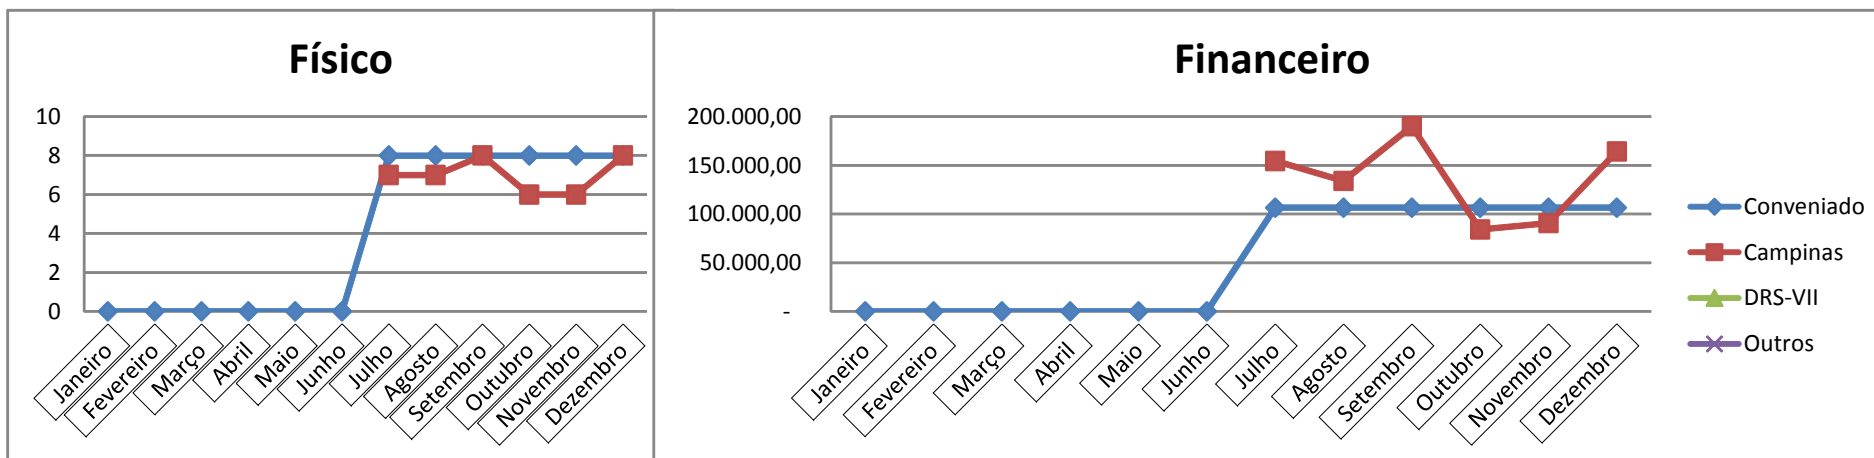 Físico
10
8
6
4
2
0
Janeiro
Fevereiro
Março
Abril
Maio
Junho
Julho
Agosto
Setembro
Outubro
Novembro
Dezembro
Financeiro
200.000,00
150.000,00
100.000,00
50.000,00
-
Janeiro
Fevereiro
Março
Abril
Maio
Junho
Julho
Agosto
Setembro
Outubro
Novembro
Dezembro
Conveniado
Campinas
DRS-VII
Outros